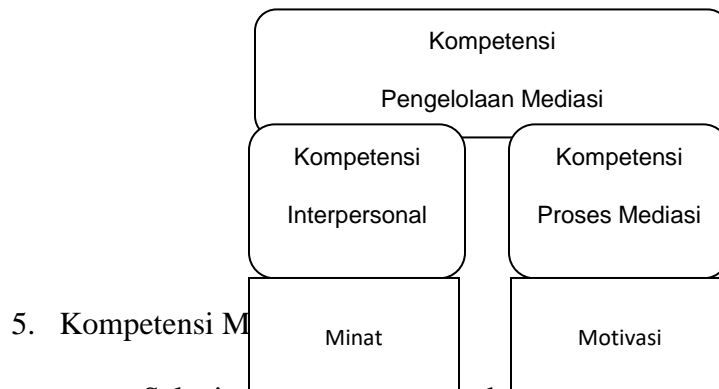 Kompetensi
Pengelolaan Mediasi
Kompetensi
Interpersonal
Kompetensi
Proses Mediasi
5. Kompetensi M
Minat
Motivasi